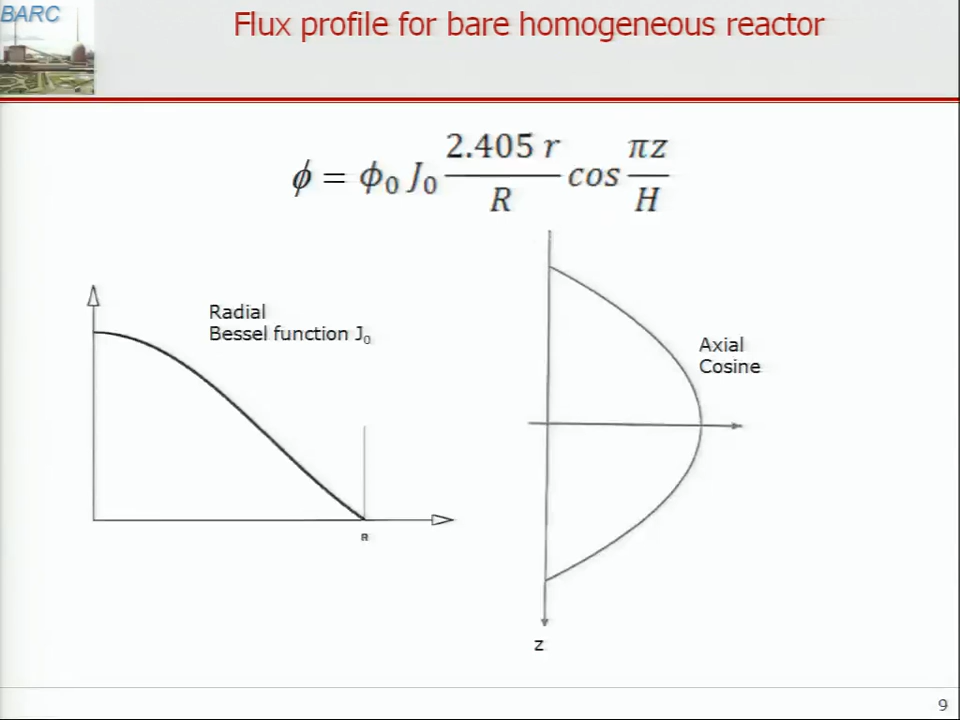 BARC
Flux profile for bare homogeneous reactor
ϕ = ϕ₀ J₀ 2.405 r / R cos πz / H
Radial
Bessel function J₀
Axial
Cosine
R
z
9